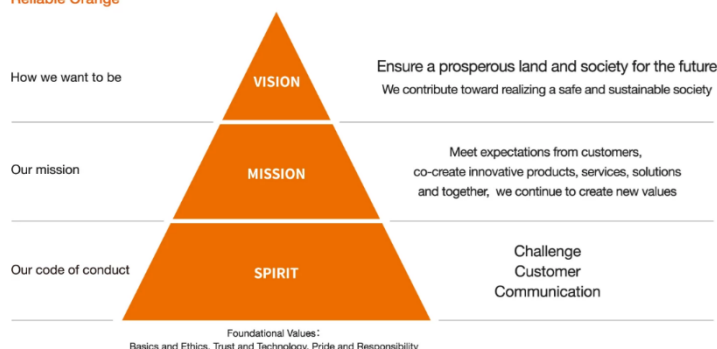 Reliable Orange
How we want to be
VISION
Ensure a prosperous land and society for the future
We contribute toward realizing a safe and sustainable society
Our mission
MISSION
Meet expectations from customers,
co-create innovative products, services, solutions
and together, we continue to create new values
Our code of conduct
SPIRIT
Challenge
Customer
Communication
Foundational Values:
Basics and Ethics, Trust and Technology, Pride and Responsibility